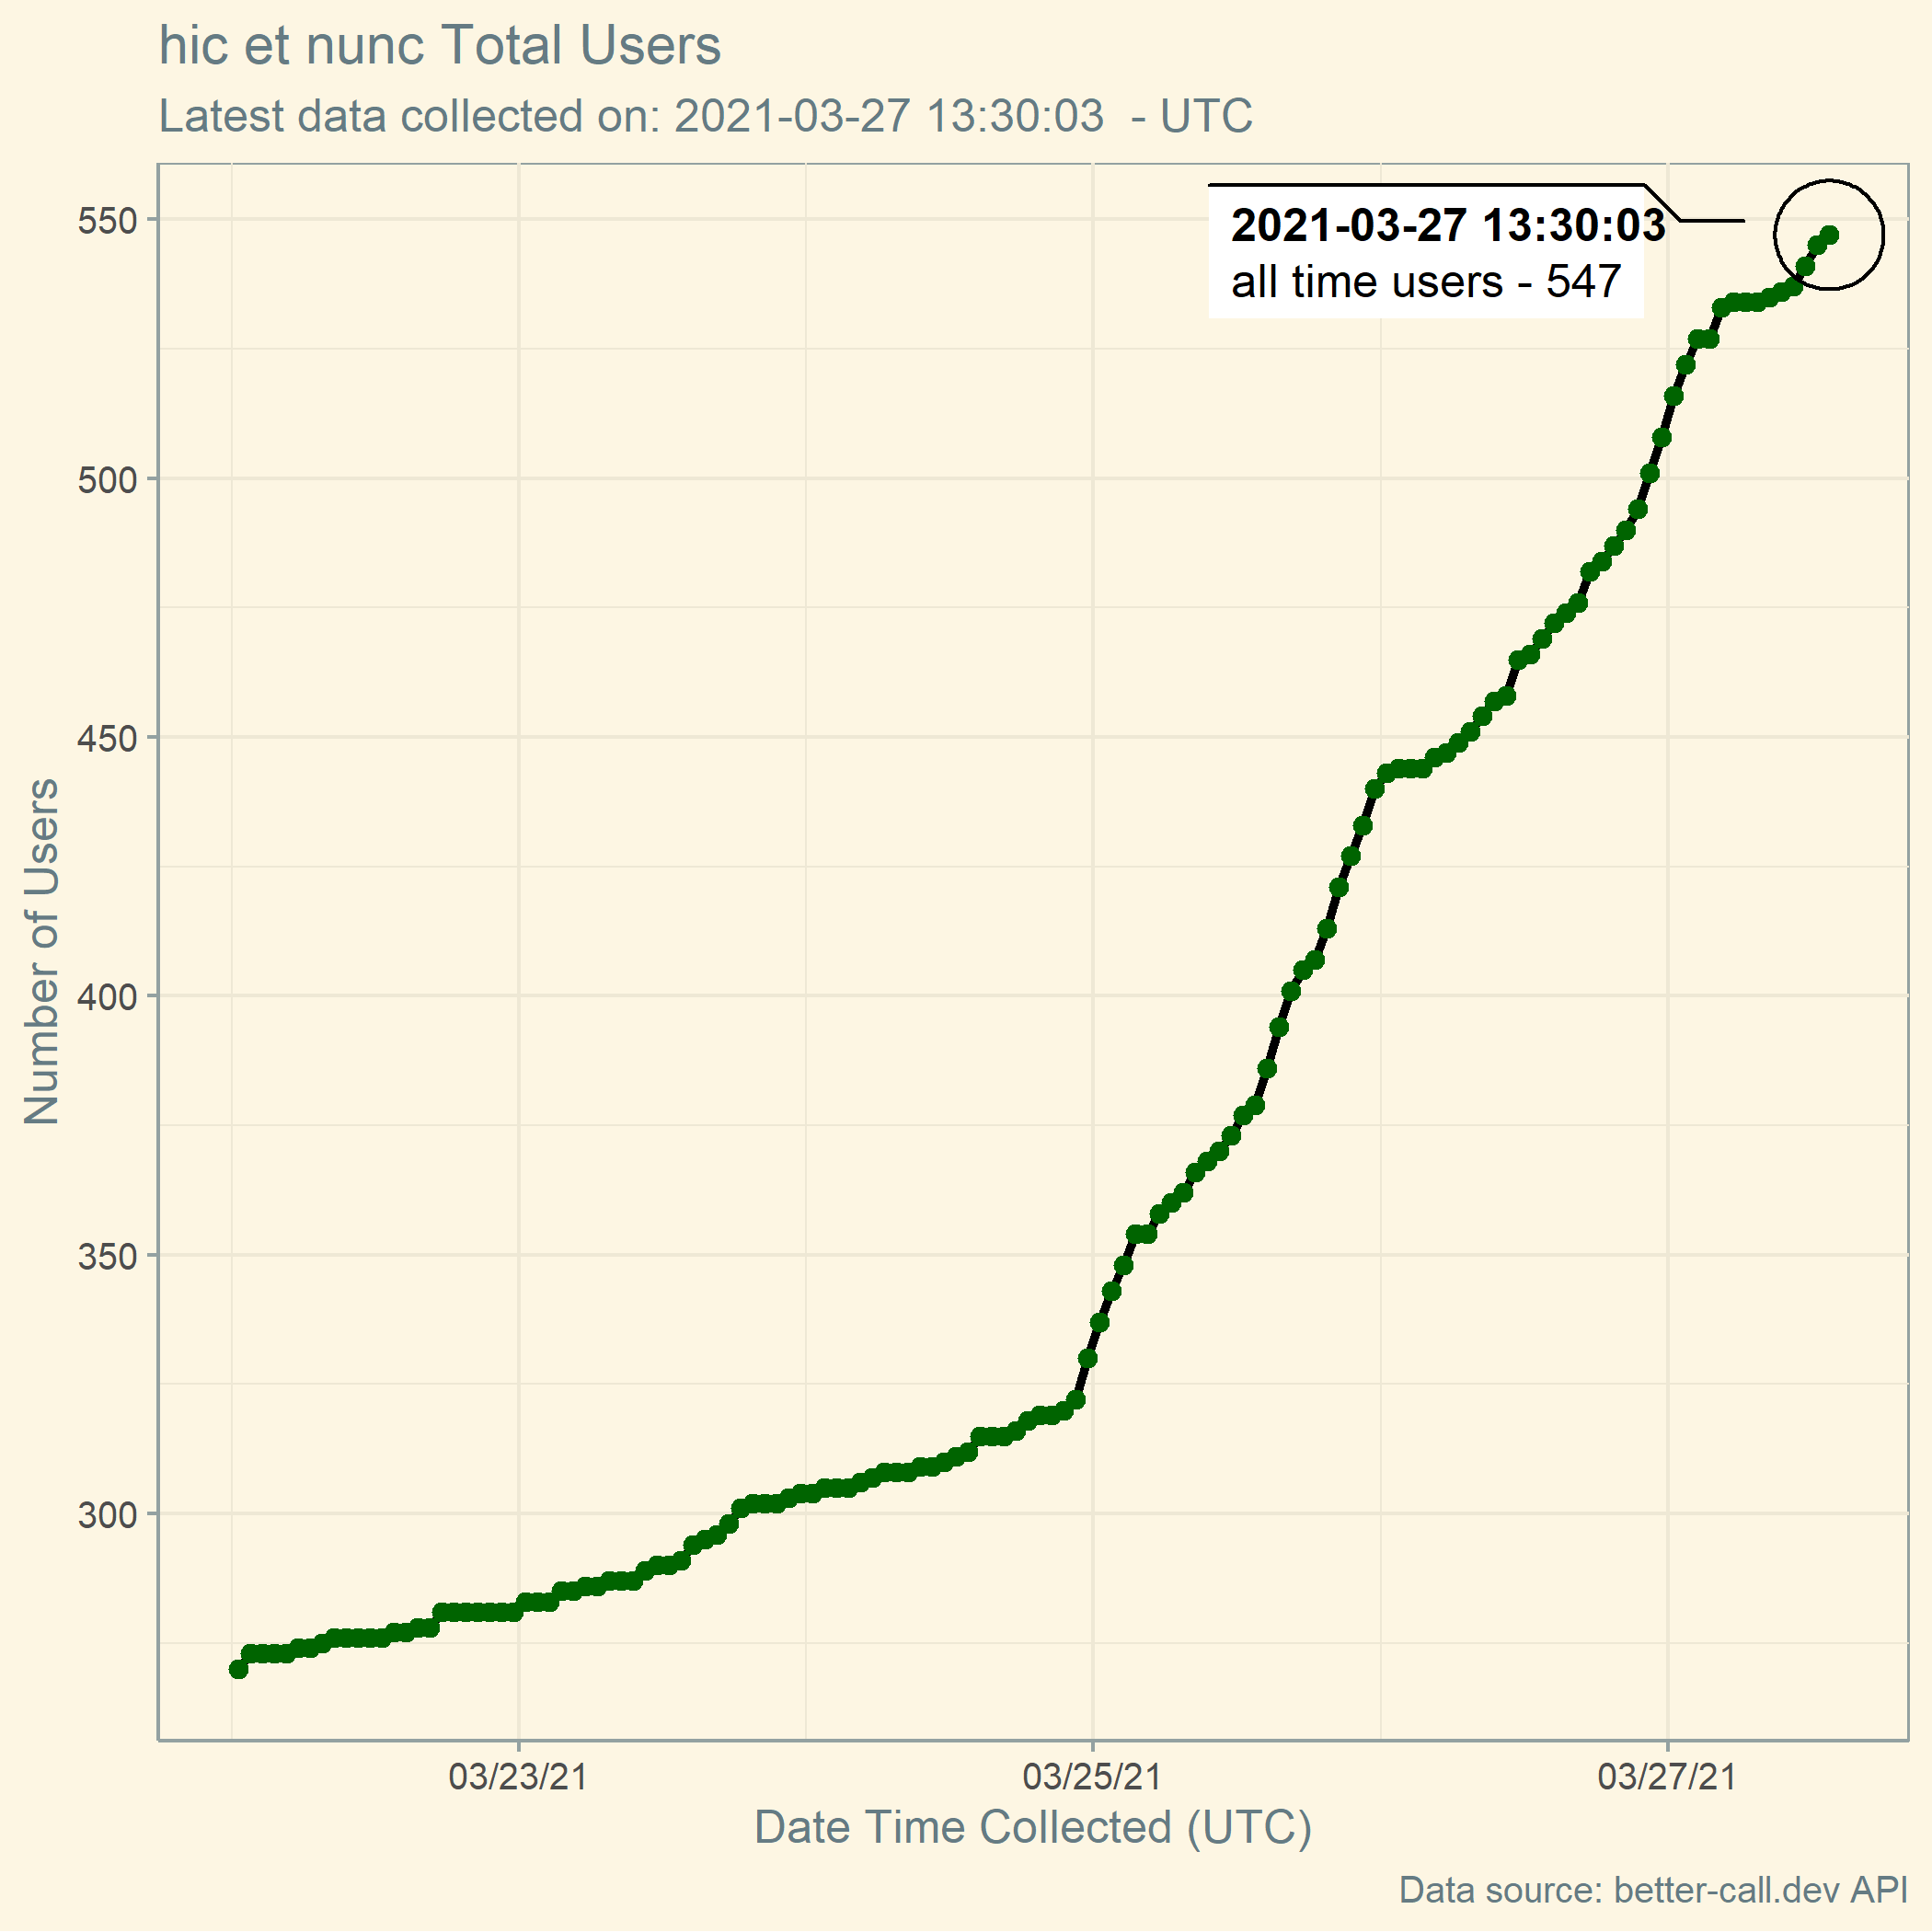 hic et nunc Total Users
Latest data collected on: 2021-03-27 13:30:03  - UTC
2021-03-27 13:30:03
all time users - 547
Number of Users
550
500
450
400
350
300
03/23/21
03/25/21
03/27/21
Date Time Collected (UTC)
Data source: better-call.dev API